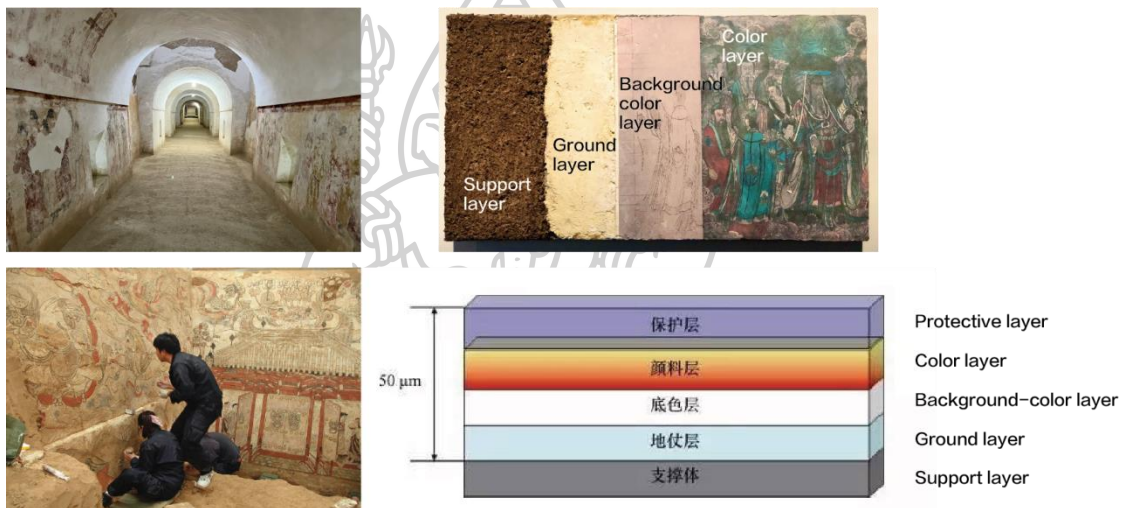 Color
layer
Background
color
layer
Ground
layer
Support
layer
保护层
Protective layer
颜料层
Color layer
50 μm
底色层
Background-color layer
地仗层
Ground layer
支撑体
Support layer